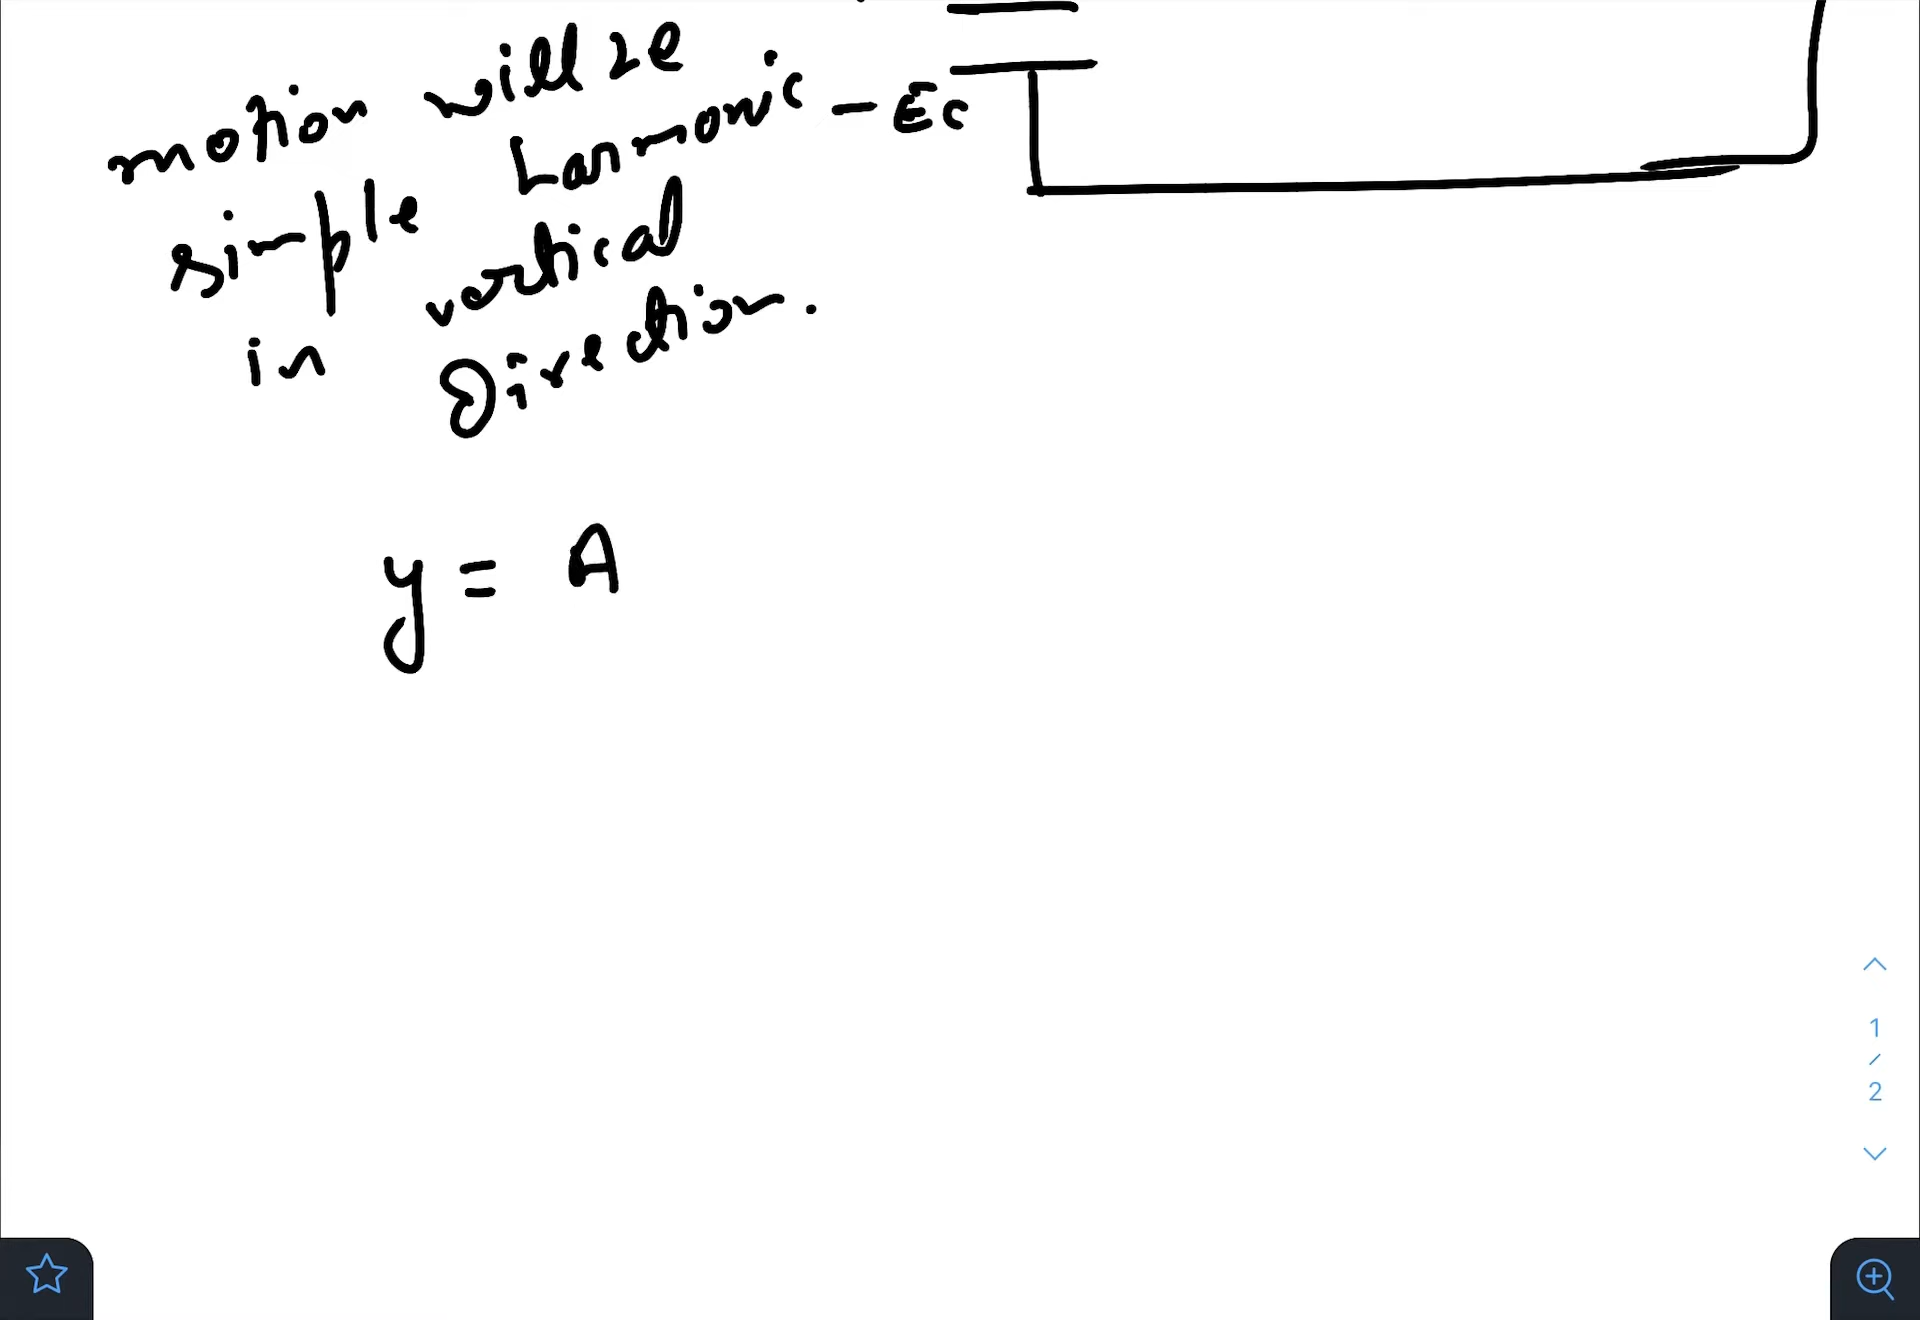 motion will be
simple harmonic
in vertical
Direction.
- Ec
y = A
1
/
2